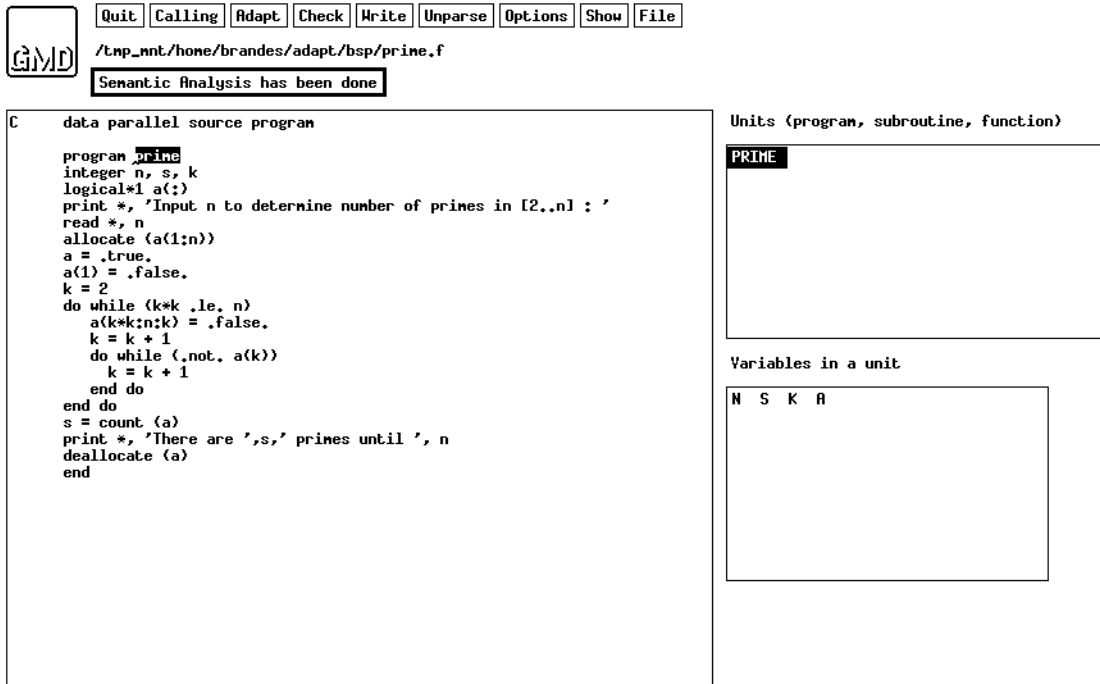 Quit Calling Adapt Check Write Unparse Options Show File
GMD
/tmp_mnt/home/brandes/adapt/bsp/prime.f
Semantic Analysis has been done
C     data parallel source program
program prime
integer n, s, k
logical*1 a(:)
print *, 'Input n to determine number of primes in [2..n] : '
read *, n
allocate (a(1:n))
a = .true.
a(1) = .false.
k = 2
do while (k*k .le. n)
   a(k*k:n:k) = .false.
   k = k + 1
   do while (.not. a(k))
     k = k + 1
   end do
end do
s = count (a)
print *, 'There are ',s,' primes until ', n
deallocate (a)
end
Units (program, subroutine, function)
PRIME
Variables in a unit
N  S  K  A